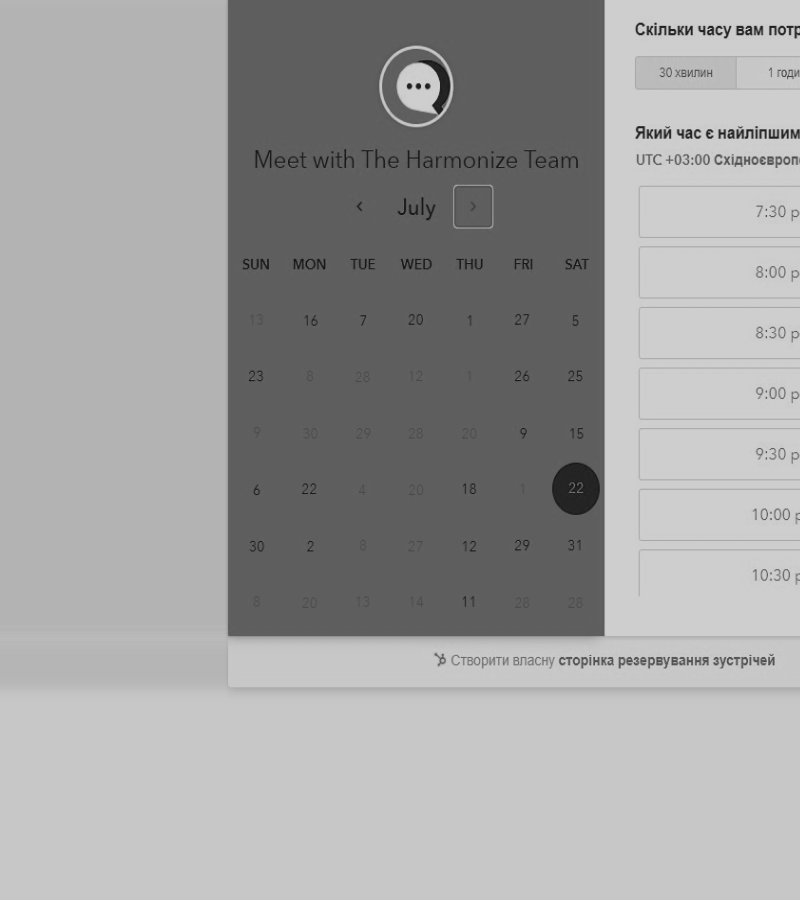 Meet with The Harmonize Team
July
SUN MON TUE WED THU FRI SAT
13 16 7 20 1 27 5
23 8 28 12 1 26 25
9 30 29 28 20 9 15
6 22 4 20 18 1 22
30 2 8 27 12 29 31
8 20 13 14 11 28 28
Скільки часу вам потр
30 хвилин 1 годи
Який час є найліпшим
UTC +03:00 Східноєвропе
7:30 p
8:00 p
8:30 p
9:00 p
9:30 p
10:00 p
10:30 p
Створити власну сторінка резервування зустрічей